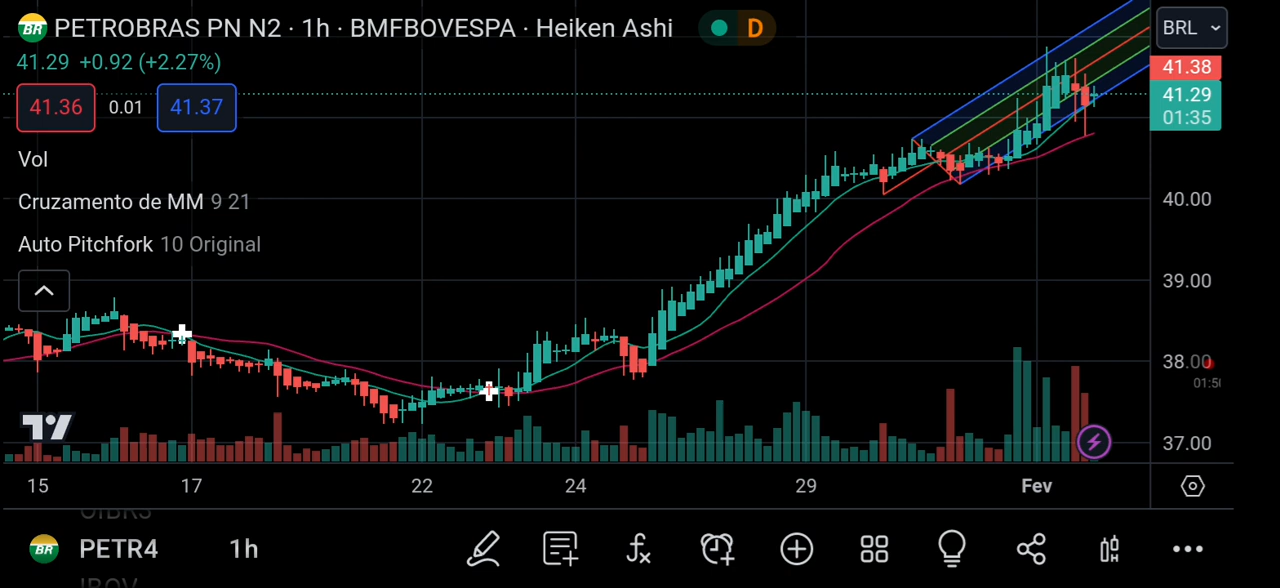 PETROBRAS PN N2 · 1h · BMFBOVESPA · Heiken Ashi
D
BRL
41.29 +0.92 (+2.27%)
41.36 0.01 41.37
41.38
41.29
01:35
Vol
Cruzamento de MM 9 21
Auto Pitchfork 10 Original
40.00
39.00
38.00
37.00
15 17 22 24 29 Fev
BR PETR4 1h